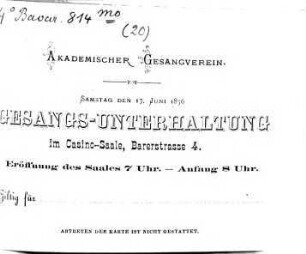 4° Bavar. 814 mo
(20)
AKADEMISCHER GESANGVEREIN.
SAMSTAG DEN 17. JUNI 1876
GESANGS-UNTERHALTUNG
im Casino-Saale, Barerstrasse 4.
Eröffnung des Saales 7 Uhr. — Anfang 8 Uhr.
Giltig für
ABTRETEN DER KARTE IST NICHT GESTATTET.